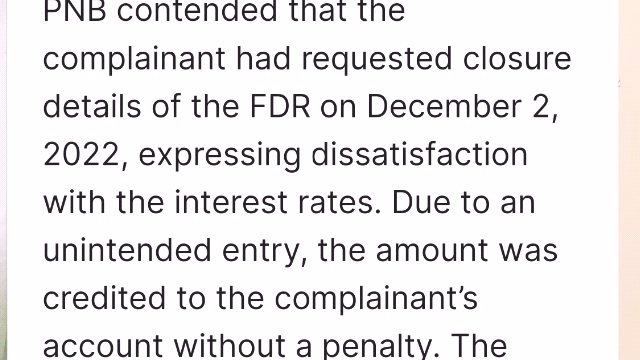 PNB contended that the
complainant had requested closure
details of the FDR on December 2,
2022, expressing dissatisfaction
with the interest rates. Due to an
unintended entry, the amount was
credited to the complainant’s
account without a penalty. The